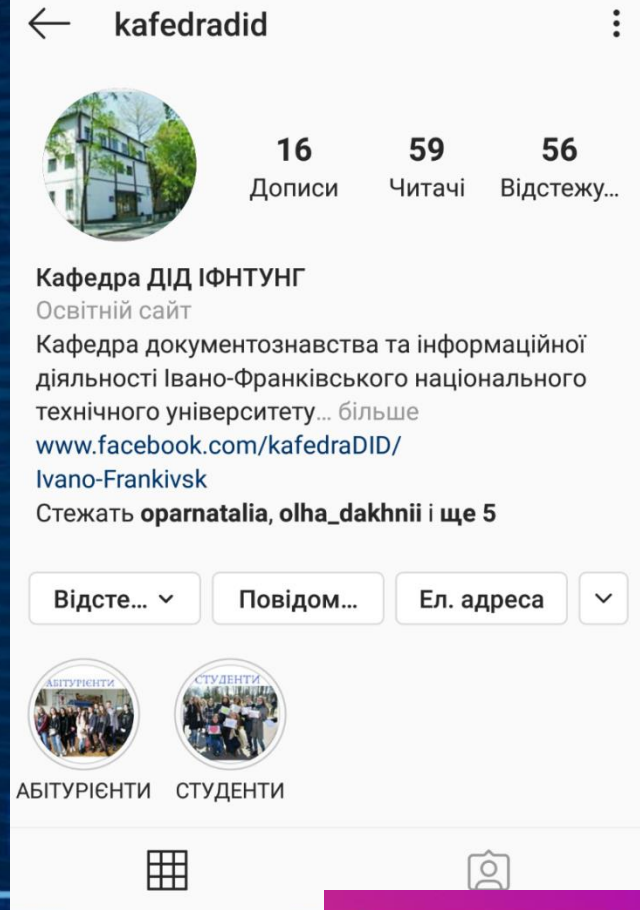 kafedradid
16 59 56
Дописи Читачі Відстежу...
Кафедра ДІД ІФНТУНГ
Освітній сайт
Кафедра документознавства та інформаційної
діяльності Івано-Франківського національного
технічного університету... більше
www.facebook.com/kafedraDID/
Ivano-Frankivsk
Стежать oparnatalia, olha_dakhnii і ще 5
Відсте... Повідом... Ел. адреса
АБІТУРІЄНТИ СТУДЕНТИ
АБІТУРІЄНТИ СТУДЕНТИ